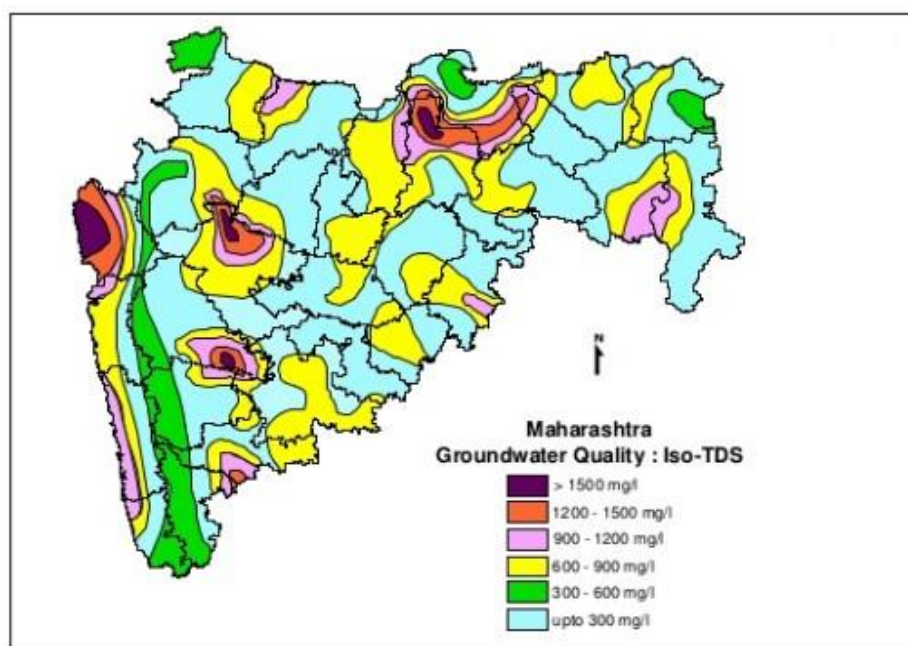 N
Maharashtra
Groundwater Quality : Iso-TDS
> 1500 mg/l
1200 - 1500 mg/l
900 - 1200 mg/l
600 - 900 mg/l
300 - 600 mg/l
upto 300 mg/l